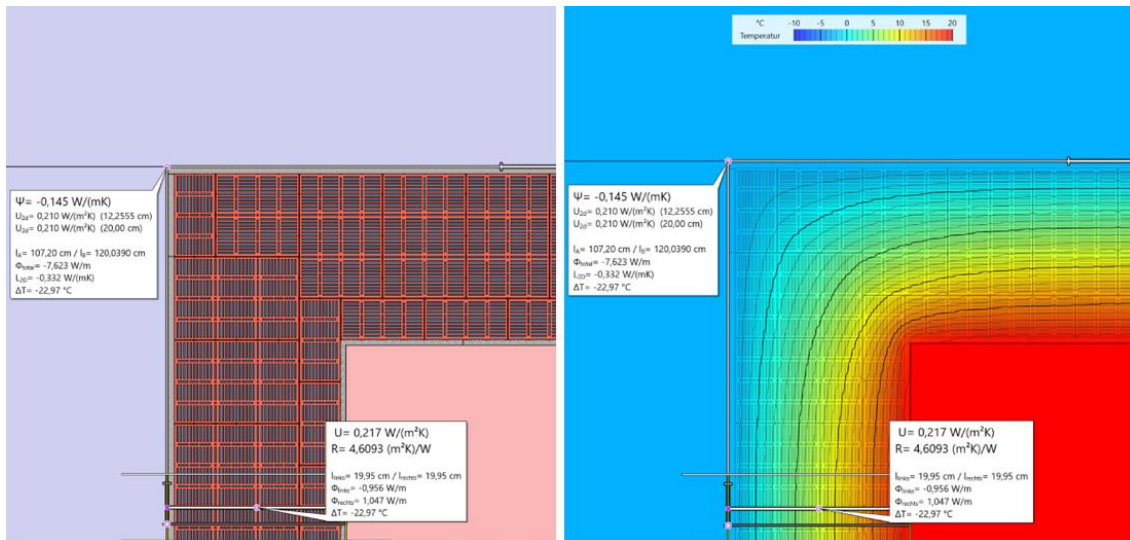 Ψ= -0,145 W/(mK)
U₂d= 0,210 W/(m²K) (12,2555 cm)
U₂d= 0,210 W/(m²K) (20,00 cm)
lA= 107,20 cm / lB= 120,0390 cm
Φtotal= -7,623 W/m
L2D= -0,332 W/(mK)
ΔT= -22,97 °C
U= 0,217 W/(m²K)
R= 4,6093 (m²K)/W
llinks= 19,95 cm / lrechts= 19,95 cm
Φlinks= -0,956 W/m
Φrechts= 1,047 W/m
ΔT= -22,97 °C
°C -10 -5 0 5 10 15 20
Temperatur
Ψ= -0,145 W/(mK)
U₂d= 0,210 W/(m²K) (12,2555 cm)
U₂d= 0,210 W/(m²K) (20,00 cm)
lA= 107,20 cm / lB= 120,0390 cm
Φtotal= -7,623 W/m
L2D= -0,332 W/(mK)
ΔT= -22,97 °C
U= 0,217 W/(m²K)
R= 4,6093 (m²K)/W
llinks= 19,95 cm / lrechts= 19,95 cm
Φlinks= -0,956 W/m
Φrechts= 1,047 W/m
ΔT= -22,97 °C